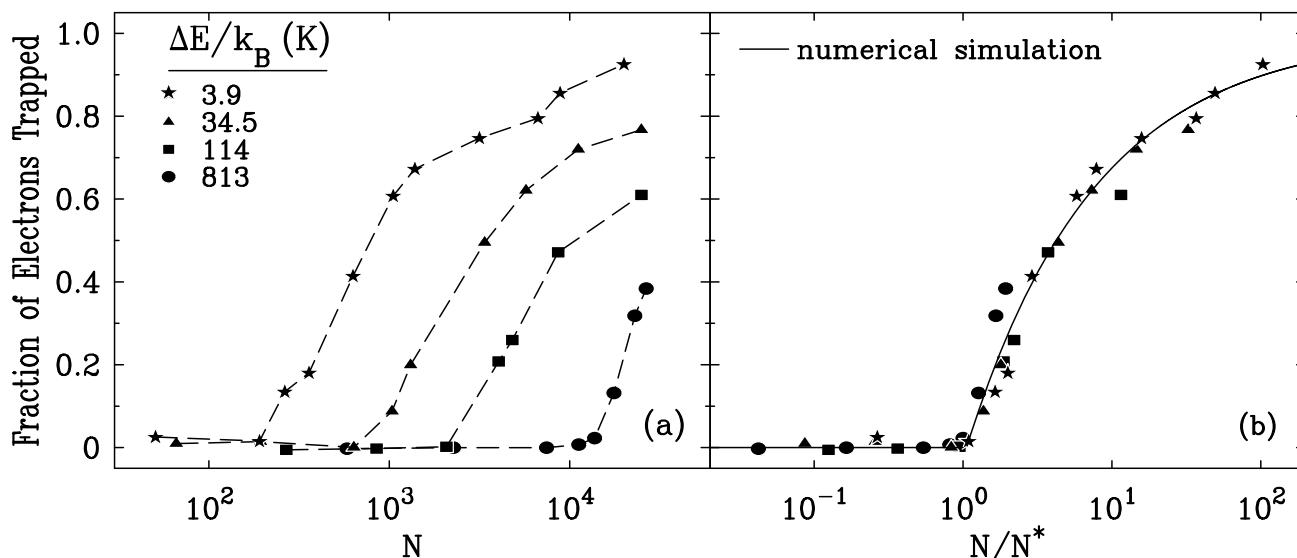 Fraction of Electrons Trapped
1.0
0.8
0.6
0.4
0.2
0
ΔE/k_B (K)
3.9
34.5
114
813
(a)
10^2
10^3
10^4
N
numerical simulation
(b)
10^-1
10^0
10^1
10^2
N/N^*